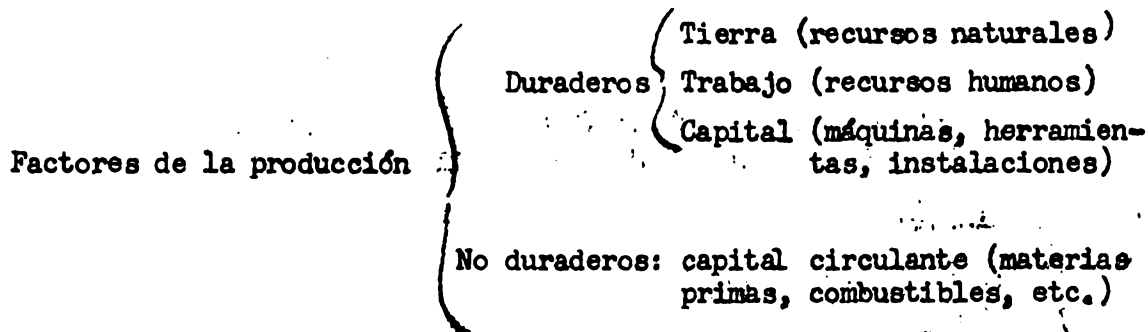 Tierra (recursos naturales)
Duraderos Trabajo (recursos humanos)
Capital (máquinas, herramien-
tas, instalaciones)
Factores de la producción
No duraderos: capital circulante (materias
primas, combustibles, etc.)